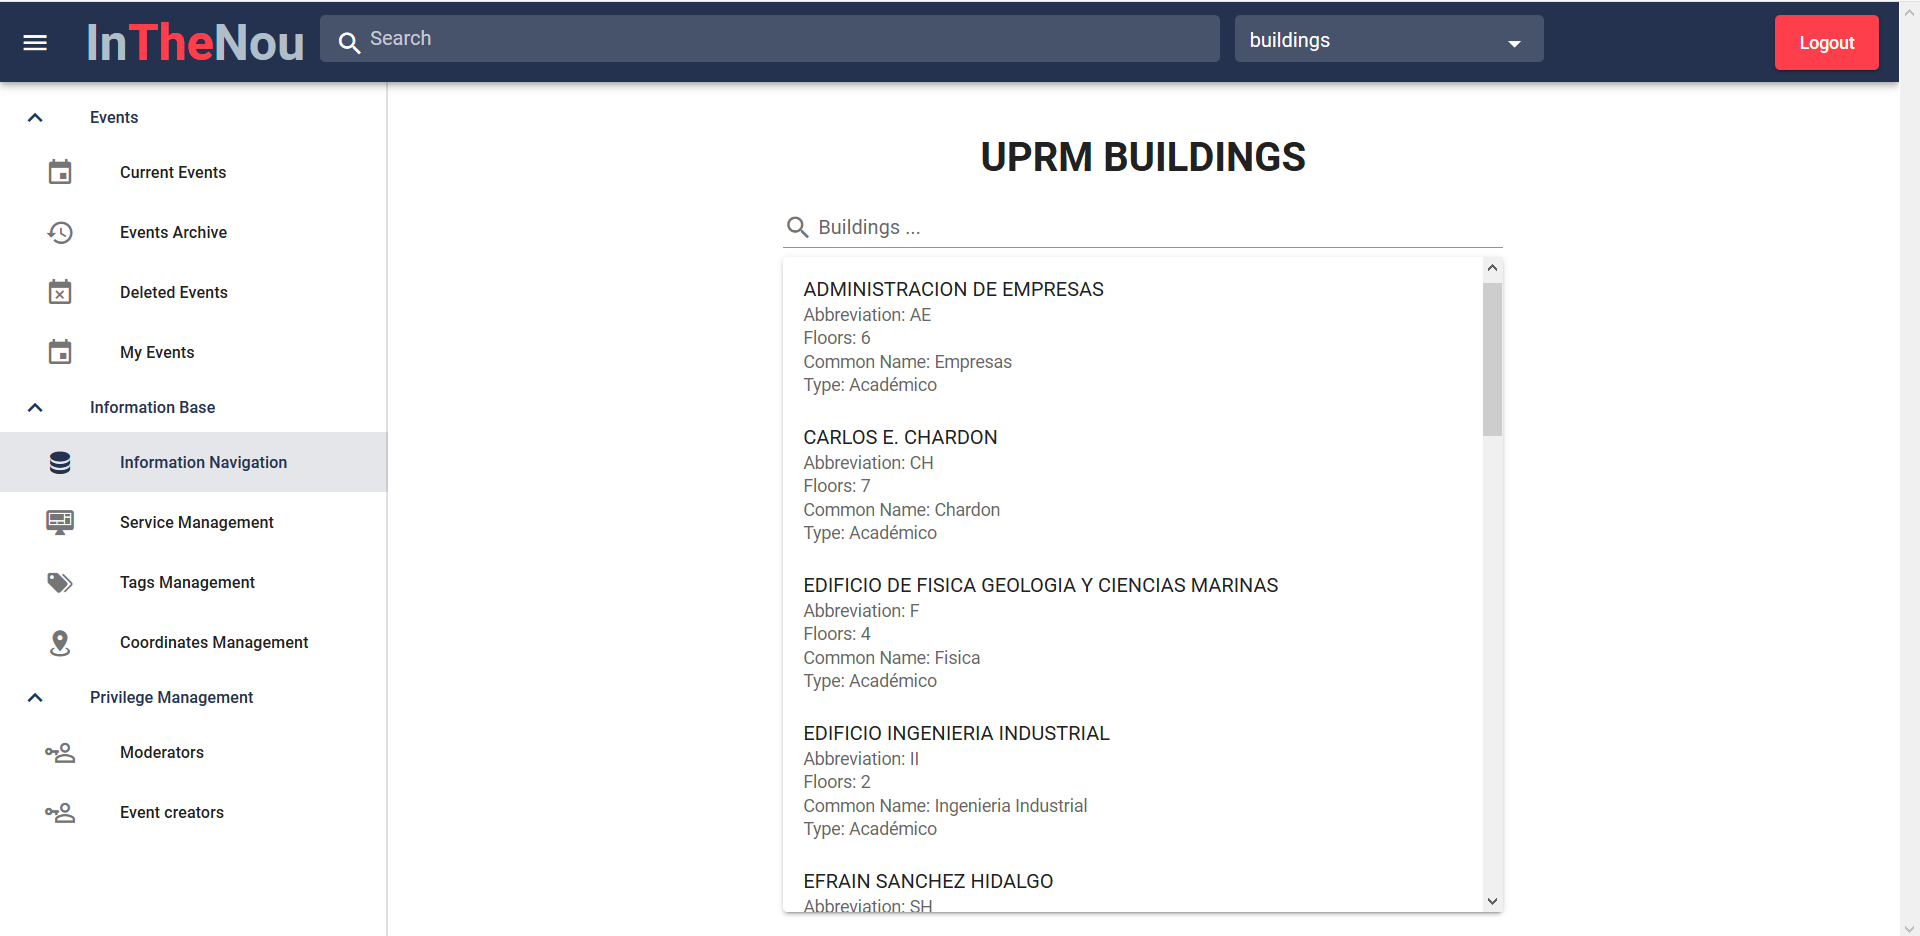 InTheNou
Search
buildings
Logout
Events
Current Events
Events Archive
Deleted Events
My Events
Information Base
Information Navigation
Service Management
Tags Management
Coordinates Management
Privilege Management
Moderators
Event creators
UPRM BUILDINGS
Buildings ...
ADMINISTRACION DE EMPRESAS
Abbreviation: AE
Floors: 6
Common Name: Empresas
Type: Académico
CARLOS E. CHARDON
Abbreviation: CH
Floors: 7
Common Name: Chardon
Type: Académico
EDIFICIO DE FISICA GEOLOGIA Y CIENCIAS MARINAS
Abbreviation: F
Floors: 4
Common Name: Fisica
Type: Académico
EDIFICIO INGENIERIA INDUSTRIAL
Abbreviation: II
Floors: 2
Common Name: Ingenieria Industrial
Type: Académico
EFRAIN SANCHEZ HIDALGO
Abbreviation: SH